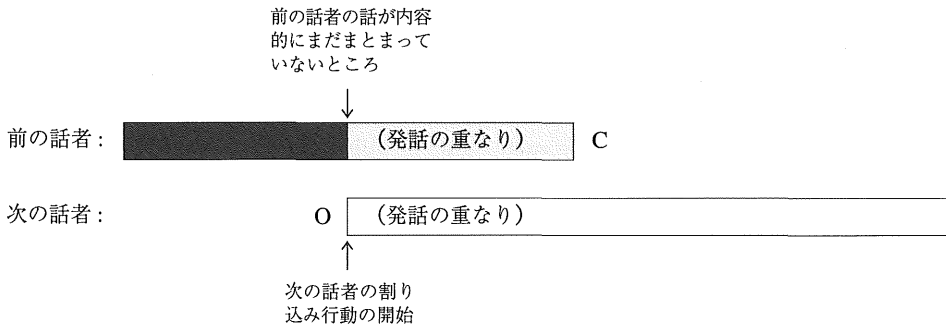 前の話者の話が内容
的にまだまとまって
いないところ
前の話者： （発話の重なり） C
次の話者： O （発話の重なり）
次の話者の割り
込み行動の開始